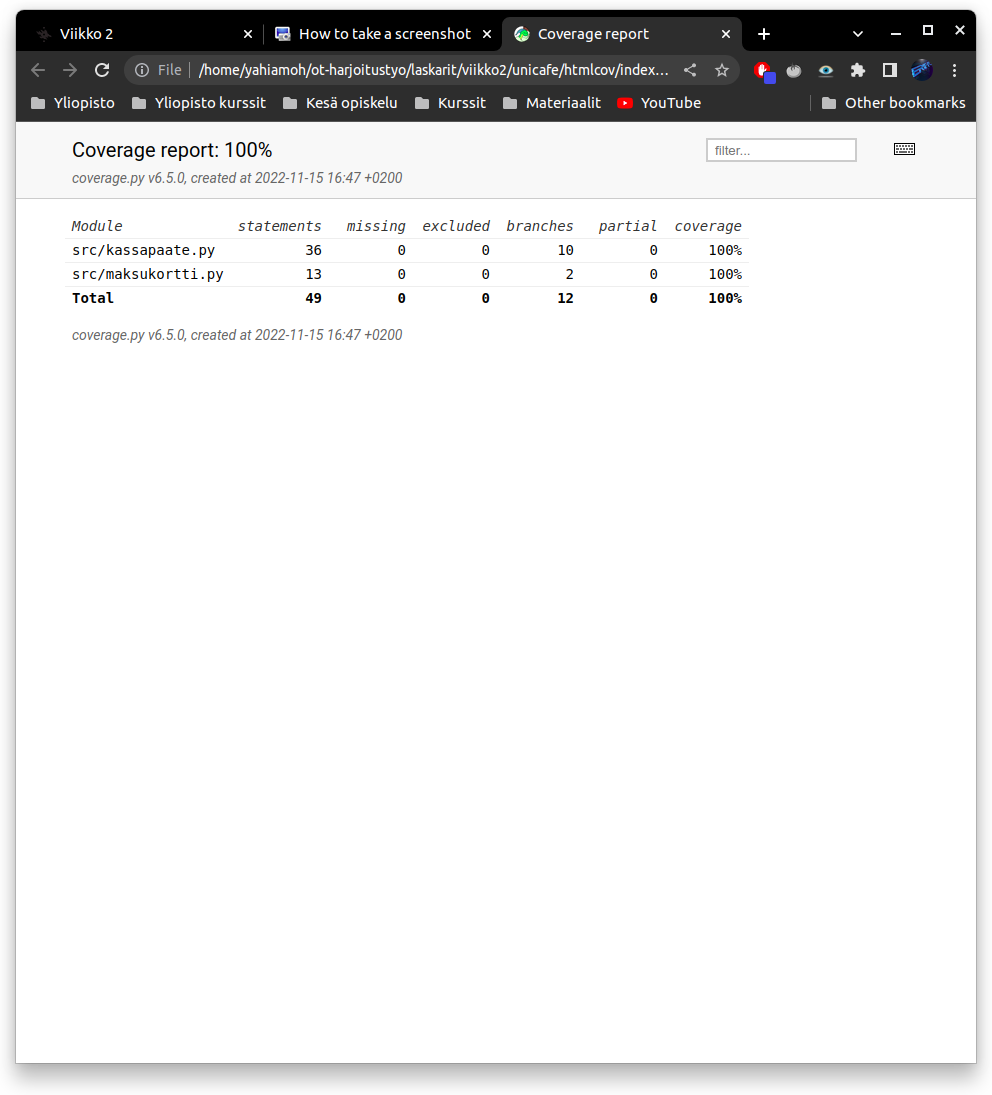 Viikko 2 How to take a screenshot Coverage report
File /home/yahiamoh/ot-harjoitustyo/laskarit/viikko2/unicafe/htmlcov/index...
Yliopisto Yliopisto kurssit Kesä opiskelu Kurssit Materiaalit YouTube Other bookmarks
Coverage report: 100% filter...
coverage.py v6.5.0, created at 2022-11-15 16:47 +0200
Module statements missing excluded branches partial coverage
src/kassapaate.py 36 0 0 10 0 100%
src/maksukortti.py 13 0 0 2 0 100%
Total 49 0 0 12 0 100%
coverage.py v6.5.0, created at 2022-11-15 16:47 +0200